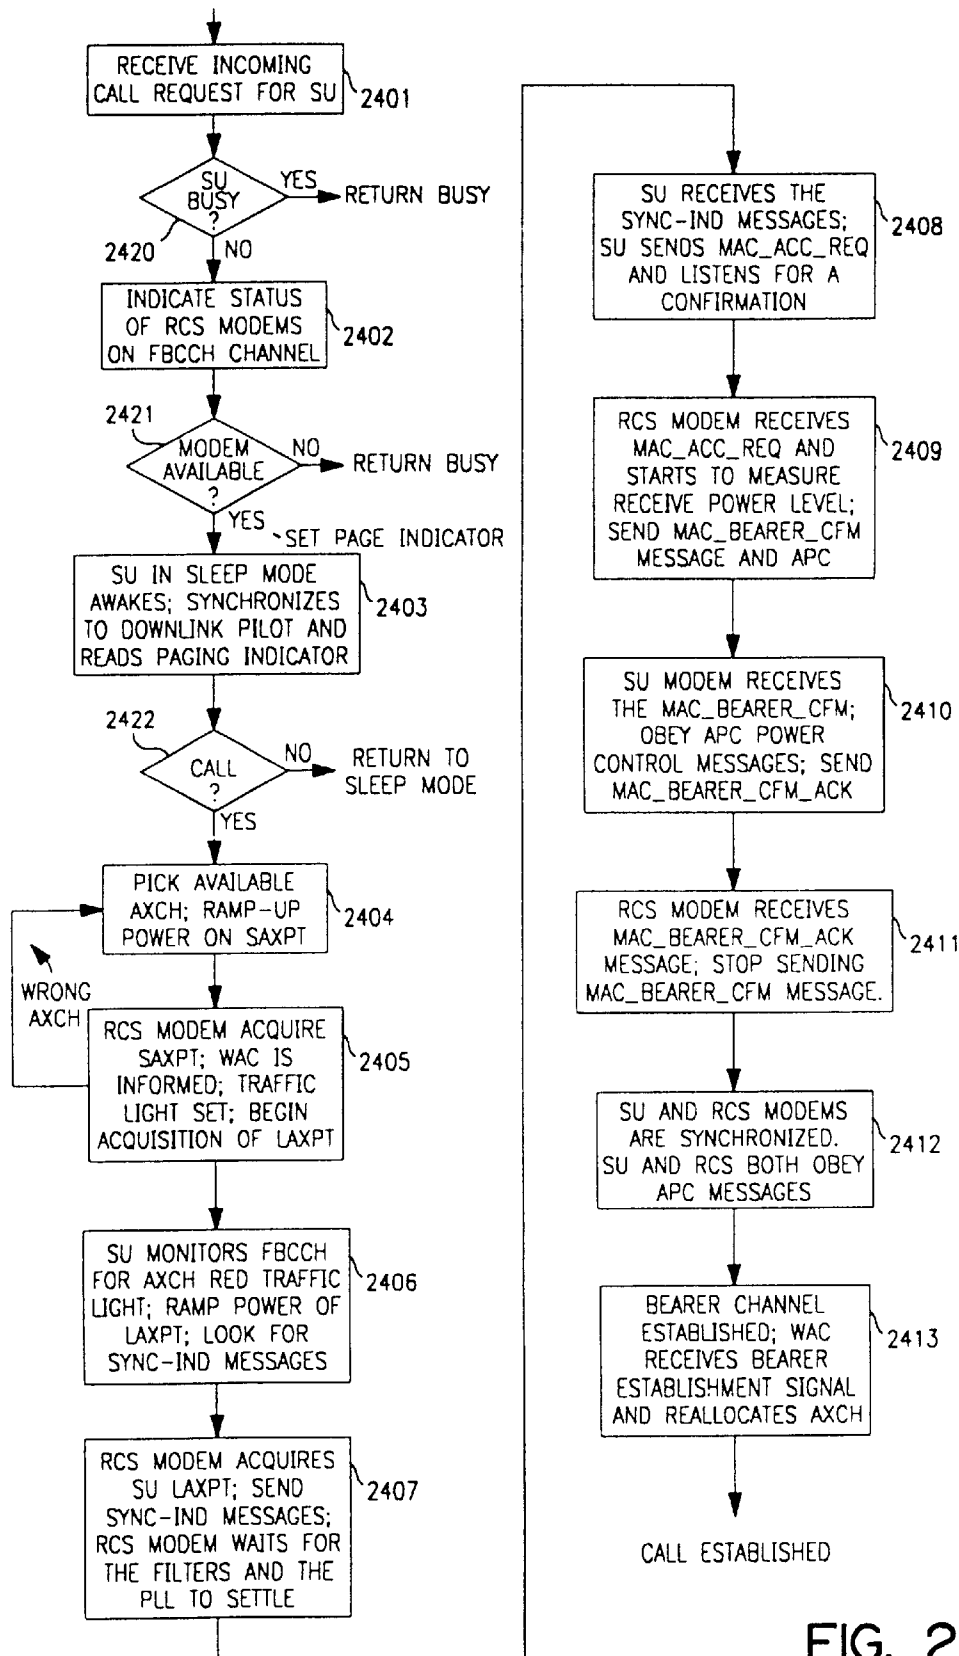 RECEIVE INCOMING
CALL REQUEST FOR SU
2401
SU
BUSY
?
YES
RETURN BUSY
2420
NO
INDICATE STATUS
OF RCS MODEMS
ON FBCCH CHANNEL
2402
2421
MODEM
AVAILABLE
?
NO
RETURN BUSY
YES
SET PAGE INDICATOR
SU IN SLEEP MODE
AWAKES; SYNCHRONIZES
TO DOWNLINK PILOT AND
READS PAGING INDICATOR
2403
2422
CALL
?
NO
RETURN TO
SLEEP MODE
YES
PICK AVAILABLE
AXCH; RAMP-UP
POWER ON SAXPT
2404
WRONG
AXCH
RCS MODEM ACQUIRE
SAXPT; WAC IS
INFORMED; TRAFFIC
LIGHT SET; BEGIN
ACQUISITION OF LAXPT
2405
SU MONITORS FBCCH
FOR AXCH RED TRAFFIC
LIGHT; RAMP POWER OF
LAXPT; LOOK FOR
SYNC-IND MESSAGES
2406
RCS MODEM ACQUIRES
SU LAXPT; SEND
SYNC-IND MESSAGES;
RCS MODEM WAITS FOR
THE FILTERS AND THE
PLL TO SETTLE
2407
SU RECEIVES THE
SYNC-IND MESSAGES;
SU SENDS MAC_ACC_REQ
AND LISTENS FOR A
CONFIRMATION
2408
RCS MODEM RECEIVES
MAC_ACC_REQ AND
STARTS TO MEASURE
RECEIVE POWER LEVEL;
SEND MAC_BEARER_CFM
MESSAGE AND APC
2409
SU MODEM RECEIVES
THE MAC_BEARER_CFM;
OBEY APC POWER
CONTROL MESSAGES; SEND
MAC_BEARER_CFM_ACK
2410
RCS MODEM RECEIVES
MAC_BEARER_CFM_ACK
MESSAGE; STOP SENDING
MAC_BEARER_CFM MESSAGE.
2411
SU AND RCS MODEMS
ARE SYNCHRONIZED.
SU AND RCS BOTH OBEY
APC MESSAGES
2412
BEARER CHANNEL
ESTABLISHED; WAC
RECEIVES BEARER
ESTABLISHMENT SIGNAL
AND REALLOCATES AXCH
2413
CALL ESTABLISHED
FIG. 2